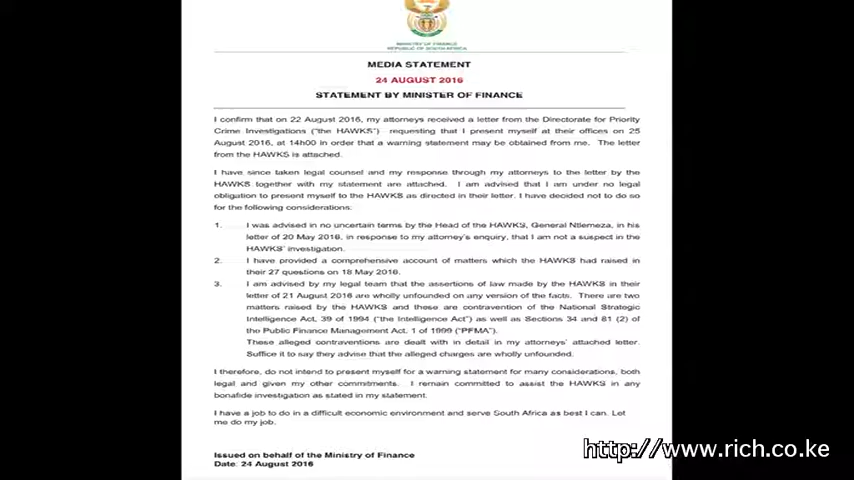 MINISTRY OF FINANCE
REPUBLIC OF SOUTH AFRICA
MEDIA STATEMENT
24 AUGUST 2016
STATEMENT BY MINISTER OF FINANCE
I confirm that on 22 August 2016, my attorneys received a letter from the Directorate for Priority
Crime Investigations ("the HAWKS") requesting that I present myself at their offices on 25
August 2016, at 14h00 in order that a warning statement may be obtained from me. The letter
from the HAWKS is attached.
I have since taken legal counsel and my response through my attorneys to the letter by the
HAWKS together with my statement are attached. I am advised that I am under no legal
obligation to present myself to the HAWKS as directed in their letter. I have decided not to do so
for the following considerations:
1. I was advised in no uncertain terms by the Head of the HAWKS, General Ntlemeza, in his
letter of 20 May 2016, in response to my attorney's enquiry, that I am not a suspect in the
HAWKS' investigation.
2. I have provided a comprehensive account of matters which the HAWKS had raised in
their 27 questions on 18 May 2016.
3. I am advised by my legal team that the assertions of law made by the HAWKS in their
letter of 21 August 2016 are wholly unfounded on any version of the facts. There are two
matters raised by the HAWKS and these are contravention of the National Strategic
Intelligence Act, 39 of 1994 ("the Intelligence Act") as well as Sections 34 and 81 (2) of
the Public Finance Management Act, 1 of 1999 ("PFMA").
These alleged contraventions are dealt with in detail in my attorneys' attached letter.
Suffice it to say they advise that the alleged charges are wholly unfounded.
I therefore, do not intend to present myself for a warning statement for many considerations, both
legal and given my other commitments. I remain committed to assist the HAWKS in any
bonafide investigation as stated in my statement.
I have a job to do in a difficult economic environment and serve South Africa as best I can. Let
me do my job.
Issued on behalf of the Ministry of Finance
Date: 24 August 2016
http://www.rich.co.ke